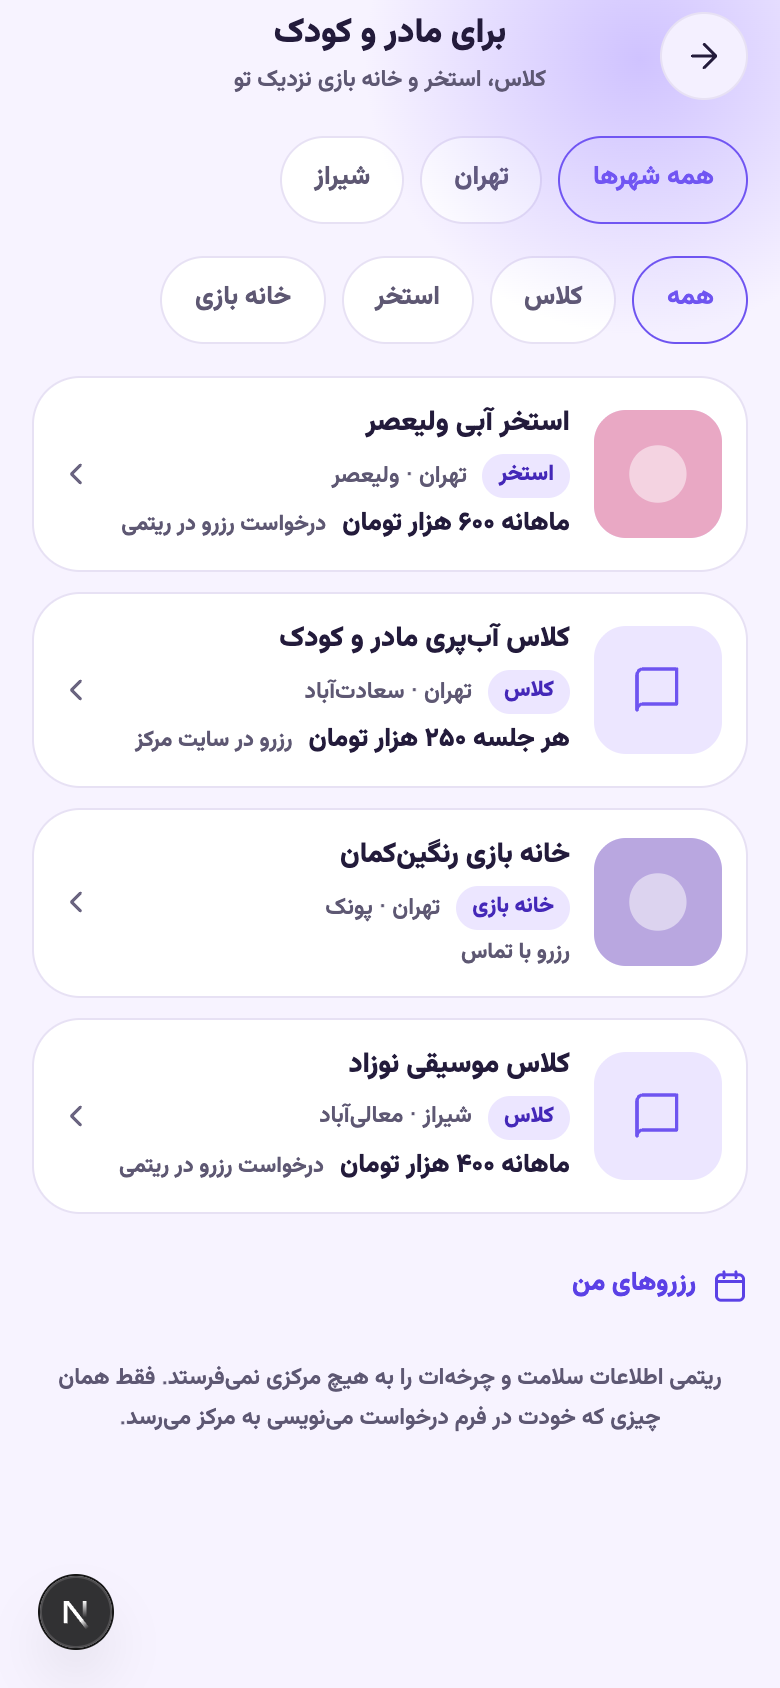 برای مادر و کودک
کلاس، استخر و خانه بازی نزدیک تو
همه شهرها
تهران
شیراز
همه
کلاس
استخر
خانه بازی
استخر آبی ولیعصر
استخر
تهران · ولیعصر
ماهانه ۶۰۰ هزار تومان درخواست رزرو در ریتمی
کلاس آب‌پری مادر و کودک
کلاس
تهران · سعادت‌آباد
هر جلسه ۲۵۰ هزار تومان رزرو در سایت مرکز
خانه بازی رنگین‌کمان
خانه بازی
تهران · پونک
رزرو با تماس
کلاس موسیقی نوزاد
کلاس
شیراز · معالی‌آباد
ماهانه ۴۰۰ هزار تومان درخواست رزرو در ریتمی
رزروهای من
ریتمی اطلاعات سلامت و چرخه‌ات را به هیچ مرکزی نمی‌فرستد. فقط همان
چیزی که خودت در فرم درخواست می‌نویسی به مرکز می‌رسد.
N